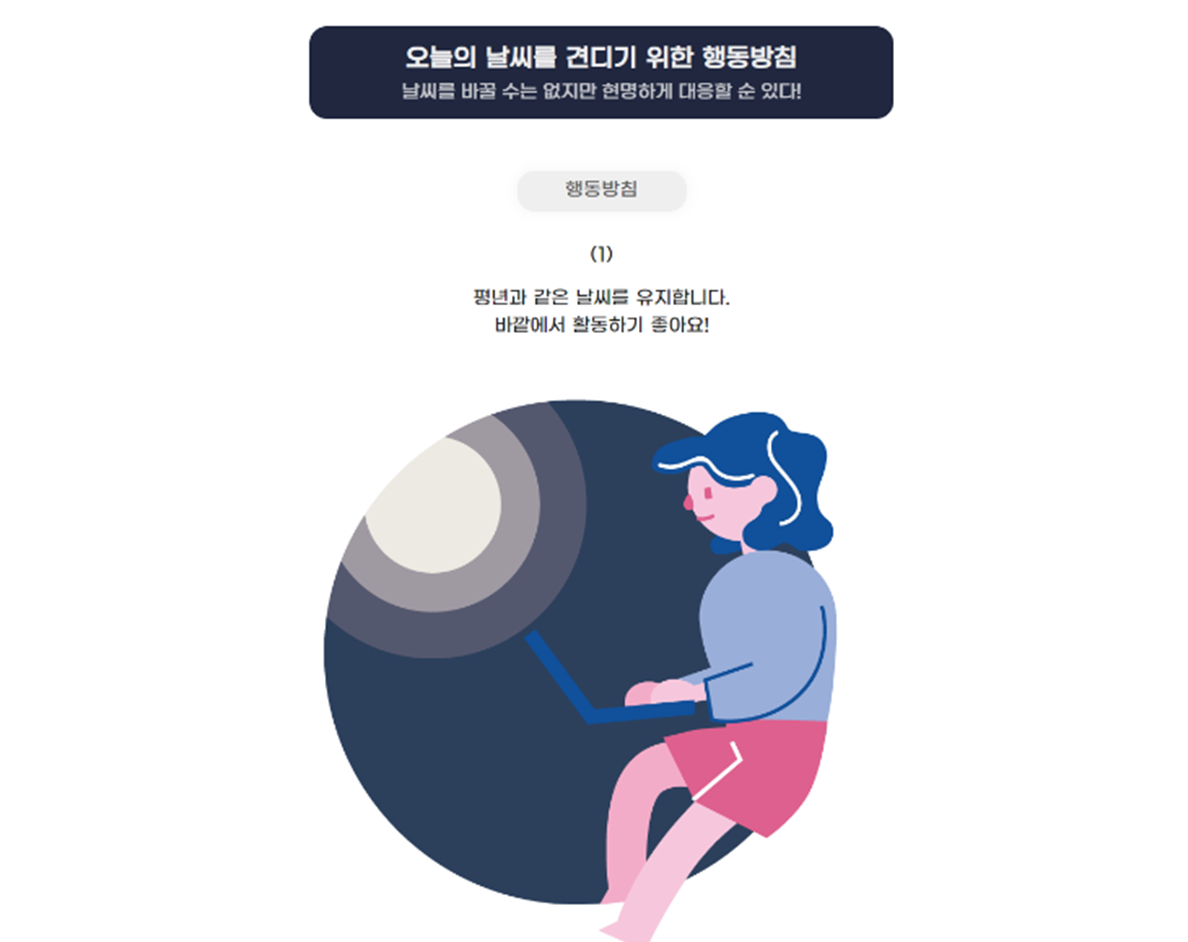 오늘의 날씨를 견디기 위한 행동방침
날씨를 바꿀 수는 없지만 현명하게 대응할 순 있다!
행동방침
(1)
평년과 같은 날씨를 유지합니다.
바깥에서 활동하기 좋아요!